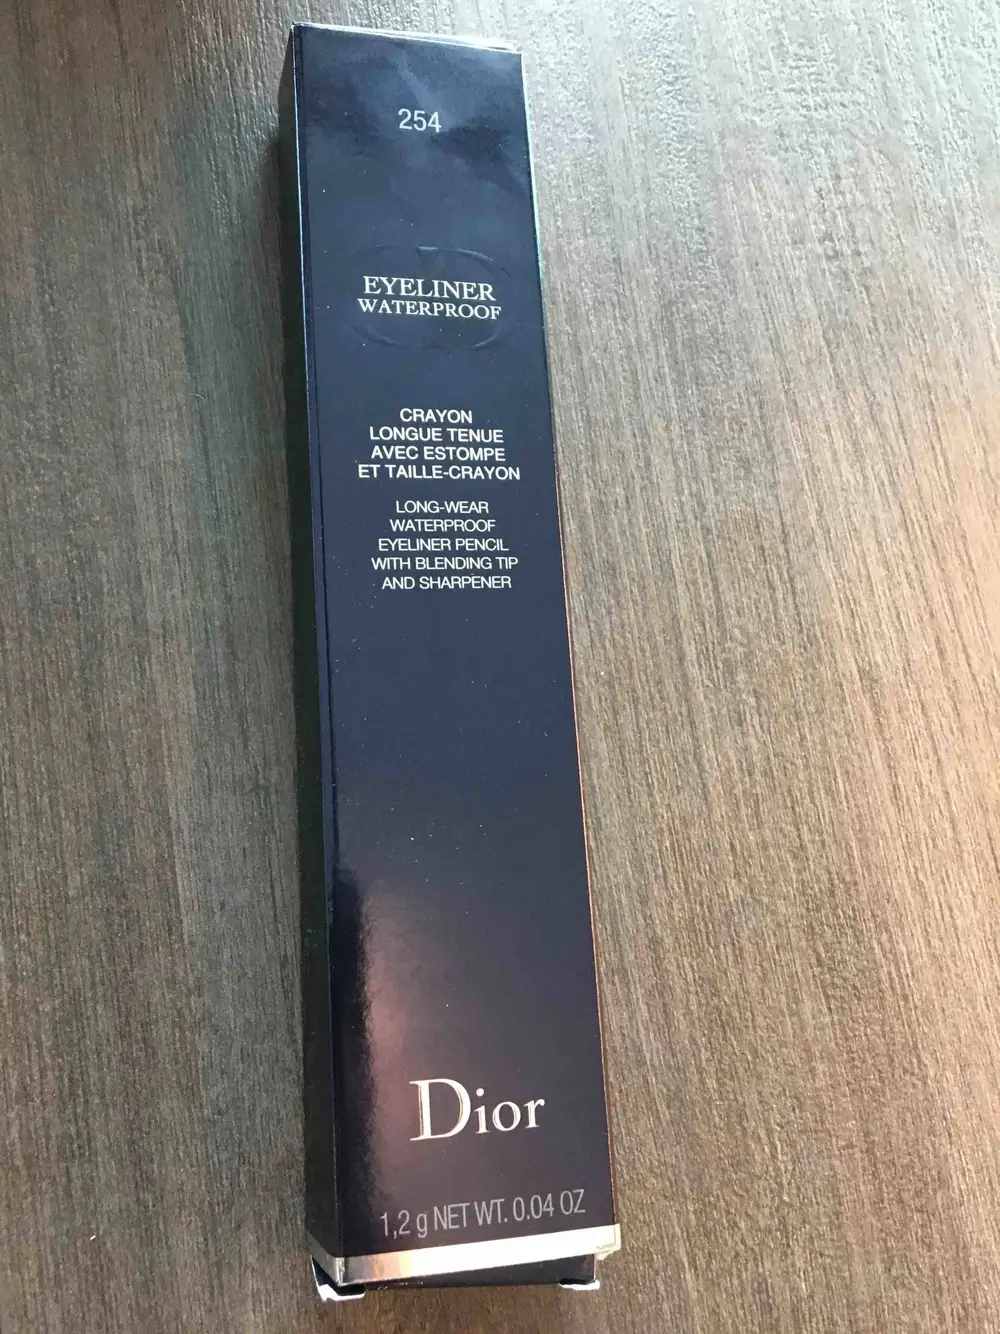 254
EYELINER
WATERPROOF
CRAYON
LONGUE TENUE
AVEC ESTOMPE
ET TAILLE-CRAYON
LONG-WEAR
WATERPROOF
EYELINER PENCIL
WITH BLENDING TIP
AND SHARPENER
Dior
1,2 g NET WT. 0.04 OZ